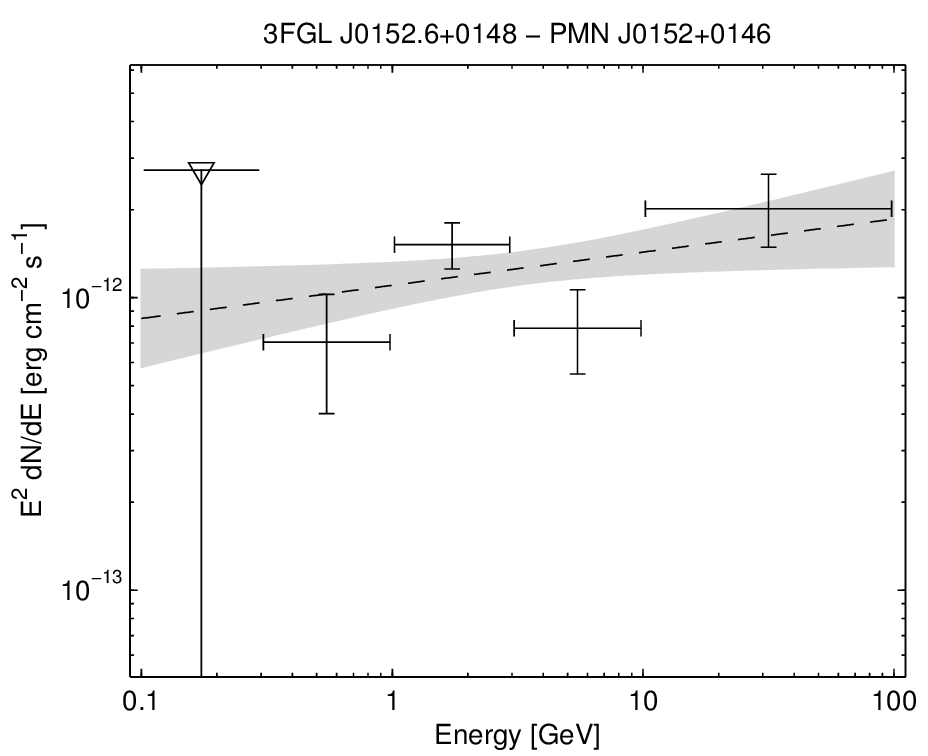 3FGL J0152.6+0148 – PMN J0152+0146
E² dN/dE [erg cm⁻² s⁻¹]
10⁻¹²
10⁻¹³
0.1 1 10 100
Energy [GeV]